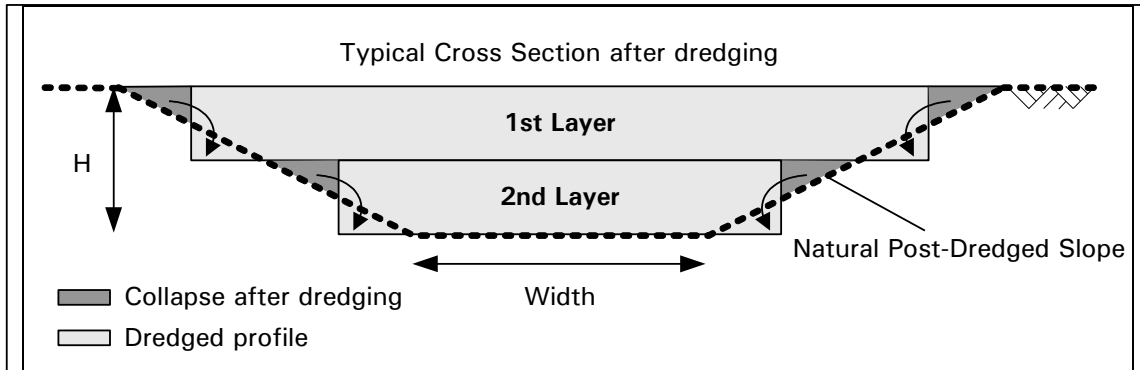 Typical Cross Section after dredging
1st Layer
H
2nd Layer
Natural Post-Dredged Slope
Width
Collapse after dredging
Dredged profile